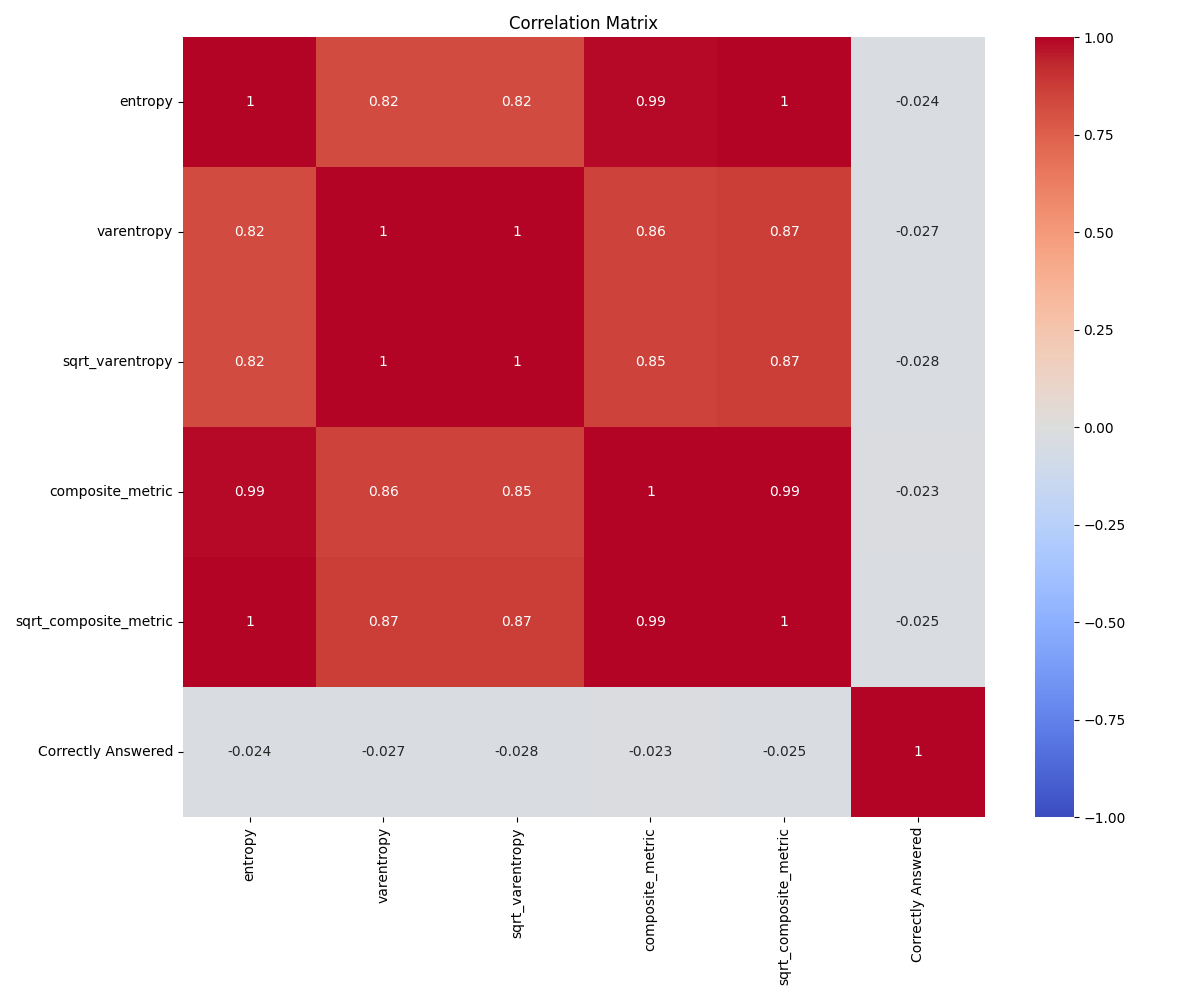 Correlation Matrix
entropy 1 0.82 0.82 0.99 1 -0.024
varentropy 0.82 1 1 0.86 0.87 -0.027
sqrt_varentropy 0.82 1 1 0.85 0.87 -0.028
composite_metric 0.99 0.86 0.85 1 0.99 -0.023
sqrt_composite_metric 1 0.87 0.87 0.99 1 -0.025
Correctly Answered -0.024 -0.027 -0.028 -0.023 -0.025 1
entropy
varentropy
sqrt_varentropy
composite_metric
sqrt_composite_metric
Correctly Answered
1.00
0.75
0.50
0.25
0.00
−0.25
−0.50
−0.75
−1.00